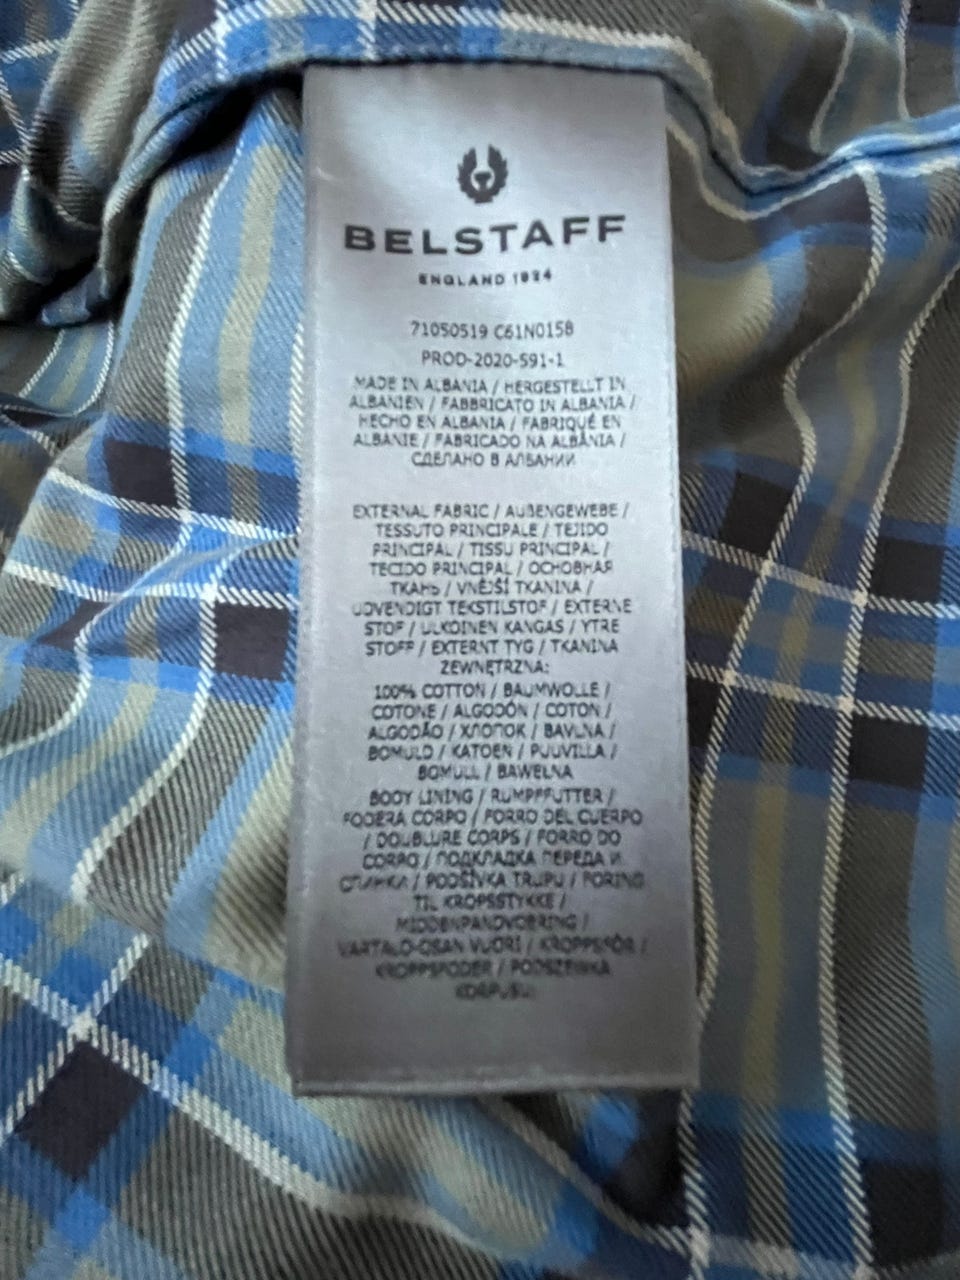 BELSTAFF
ENGLAND 1924
71050519 C61N0158
PROD-2020-591-1
MADE IN ALBANIA / HERGESTELLT IN
ALBANIEN / FABBRICATO IN ALBANIA /
HECHO EN ALBANIA / FABRIQUÉ EN
ALBANIE / FABRICADO NA ALBÂNIA /
СДЕЛАНО В АЛБАНИИ
EXTERNAL FABRIC / AUßENGEWEBE /
TESSUTO PRINCIPALE / TEJIDO
PRINCIPAL / TISSU PRINCIPAL /
TECIDO PRINCIPAL / ОСНОВНАЯ
ТКАНЬ / VNĚJŠÍ TKANINA /
UDVENDIGT TEKSTILSTOF / EXTERNE
STOF / ULKOINEN KANGAS / YTRE
STOFF / EXTERNT TYG / TKANINA
ZEWNĘTRZNA:
100% COTTON / BAUMWOLLE /
COTONE / ALGODÓN / COTON /
ALGODÃO / ХЛОПОК / BAVLNA /
BOMULD / KATOEN / PUUVILLA /
BOMULL / BAWEŁNA
BODY LINING / RUMPFFUTTER /
FODERA CORPO / FORRO DEL CUERPO
/ DOUBLURE CORPS / FORRO DO
CORPO / ПОДКЛАДКА ПЕРЕДА И
СПИНКИ / PODŠÍVKA TRUPU / FORING
TIL KROPSSTYKKE /
MIDDENPANDVOERING /
VARTALO-OSAN VUORI / KROPPSFÔR /
KROPPSFODER / PODSZEWKA
KORPUSU: